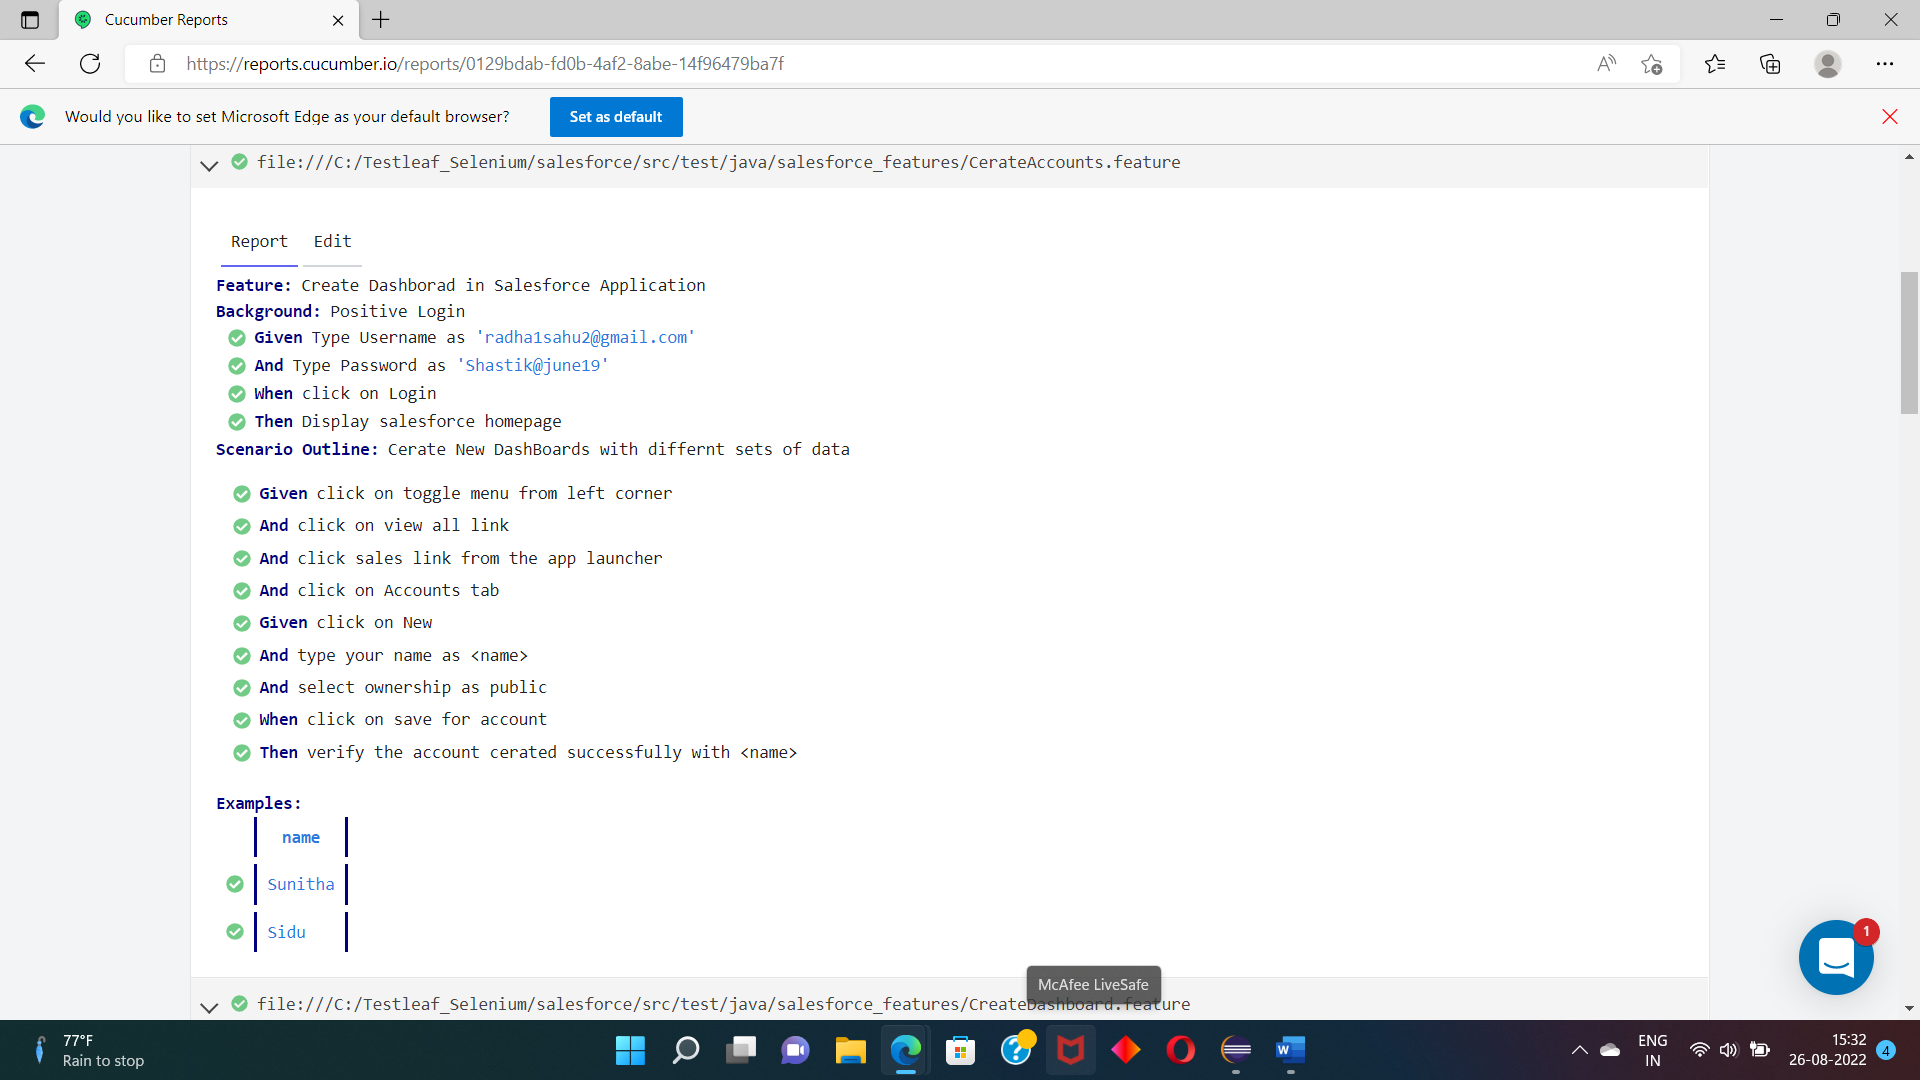 Cucumber Reports
https://reports.cucumber.io/reports/0129bdab-fd0b-4af2-8abe-14f96479ba7f
Would you like to set Microsoft Edge as your default browser?
Set as default
file:///C:/Testleaf_Selenium/salesforce/src/test/java/salesforce_features/CerateAccounts.feature
Report Edit
Feature: Create Dashborad in Salesforce Application
Background: Positive Login
Given Type Username as 'radha1sahu2@gmail.com'
And Type Password as 'Shastik@june19'
When click on Login
Then Display salesforce homepage
Scenario Outline: Cerate New DashBoards with differnt sets of data
Given click on toggle menu from left corner
And click on view all link
And click sales link from the app launcher
And click on Accounts tab
Given click on New
And type your name as <name>
And select ownership as public
When click on save for account
Then verify the account cerated successfully with <name>
Examples:
name
Sunitha
Sidu
1
McAfee LiveSafe
file:///C:/Testleaf_Selenium/salesforce/src/test/java/salesforce_features/CreateDashboard.feature
77°F
Rain to stop
ENG
IN
15:32
26-08-2022
4